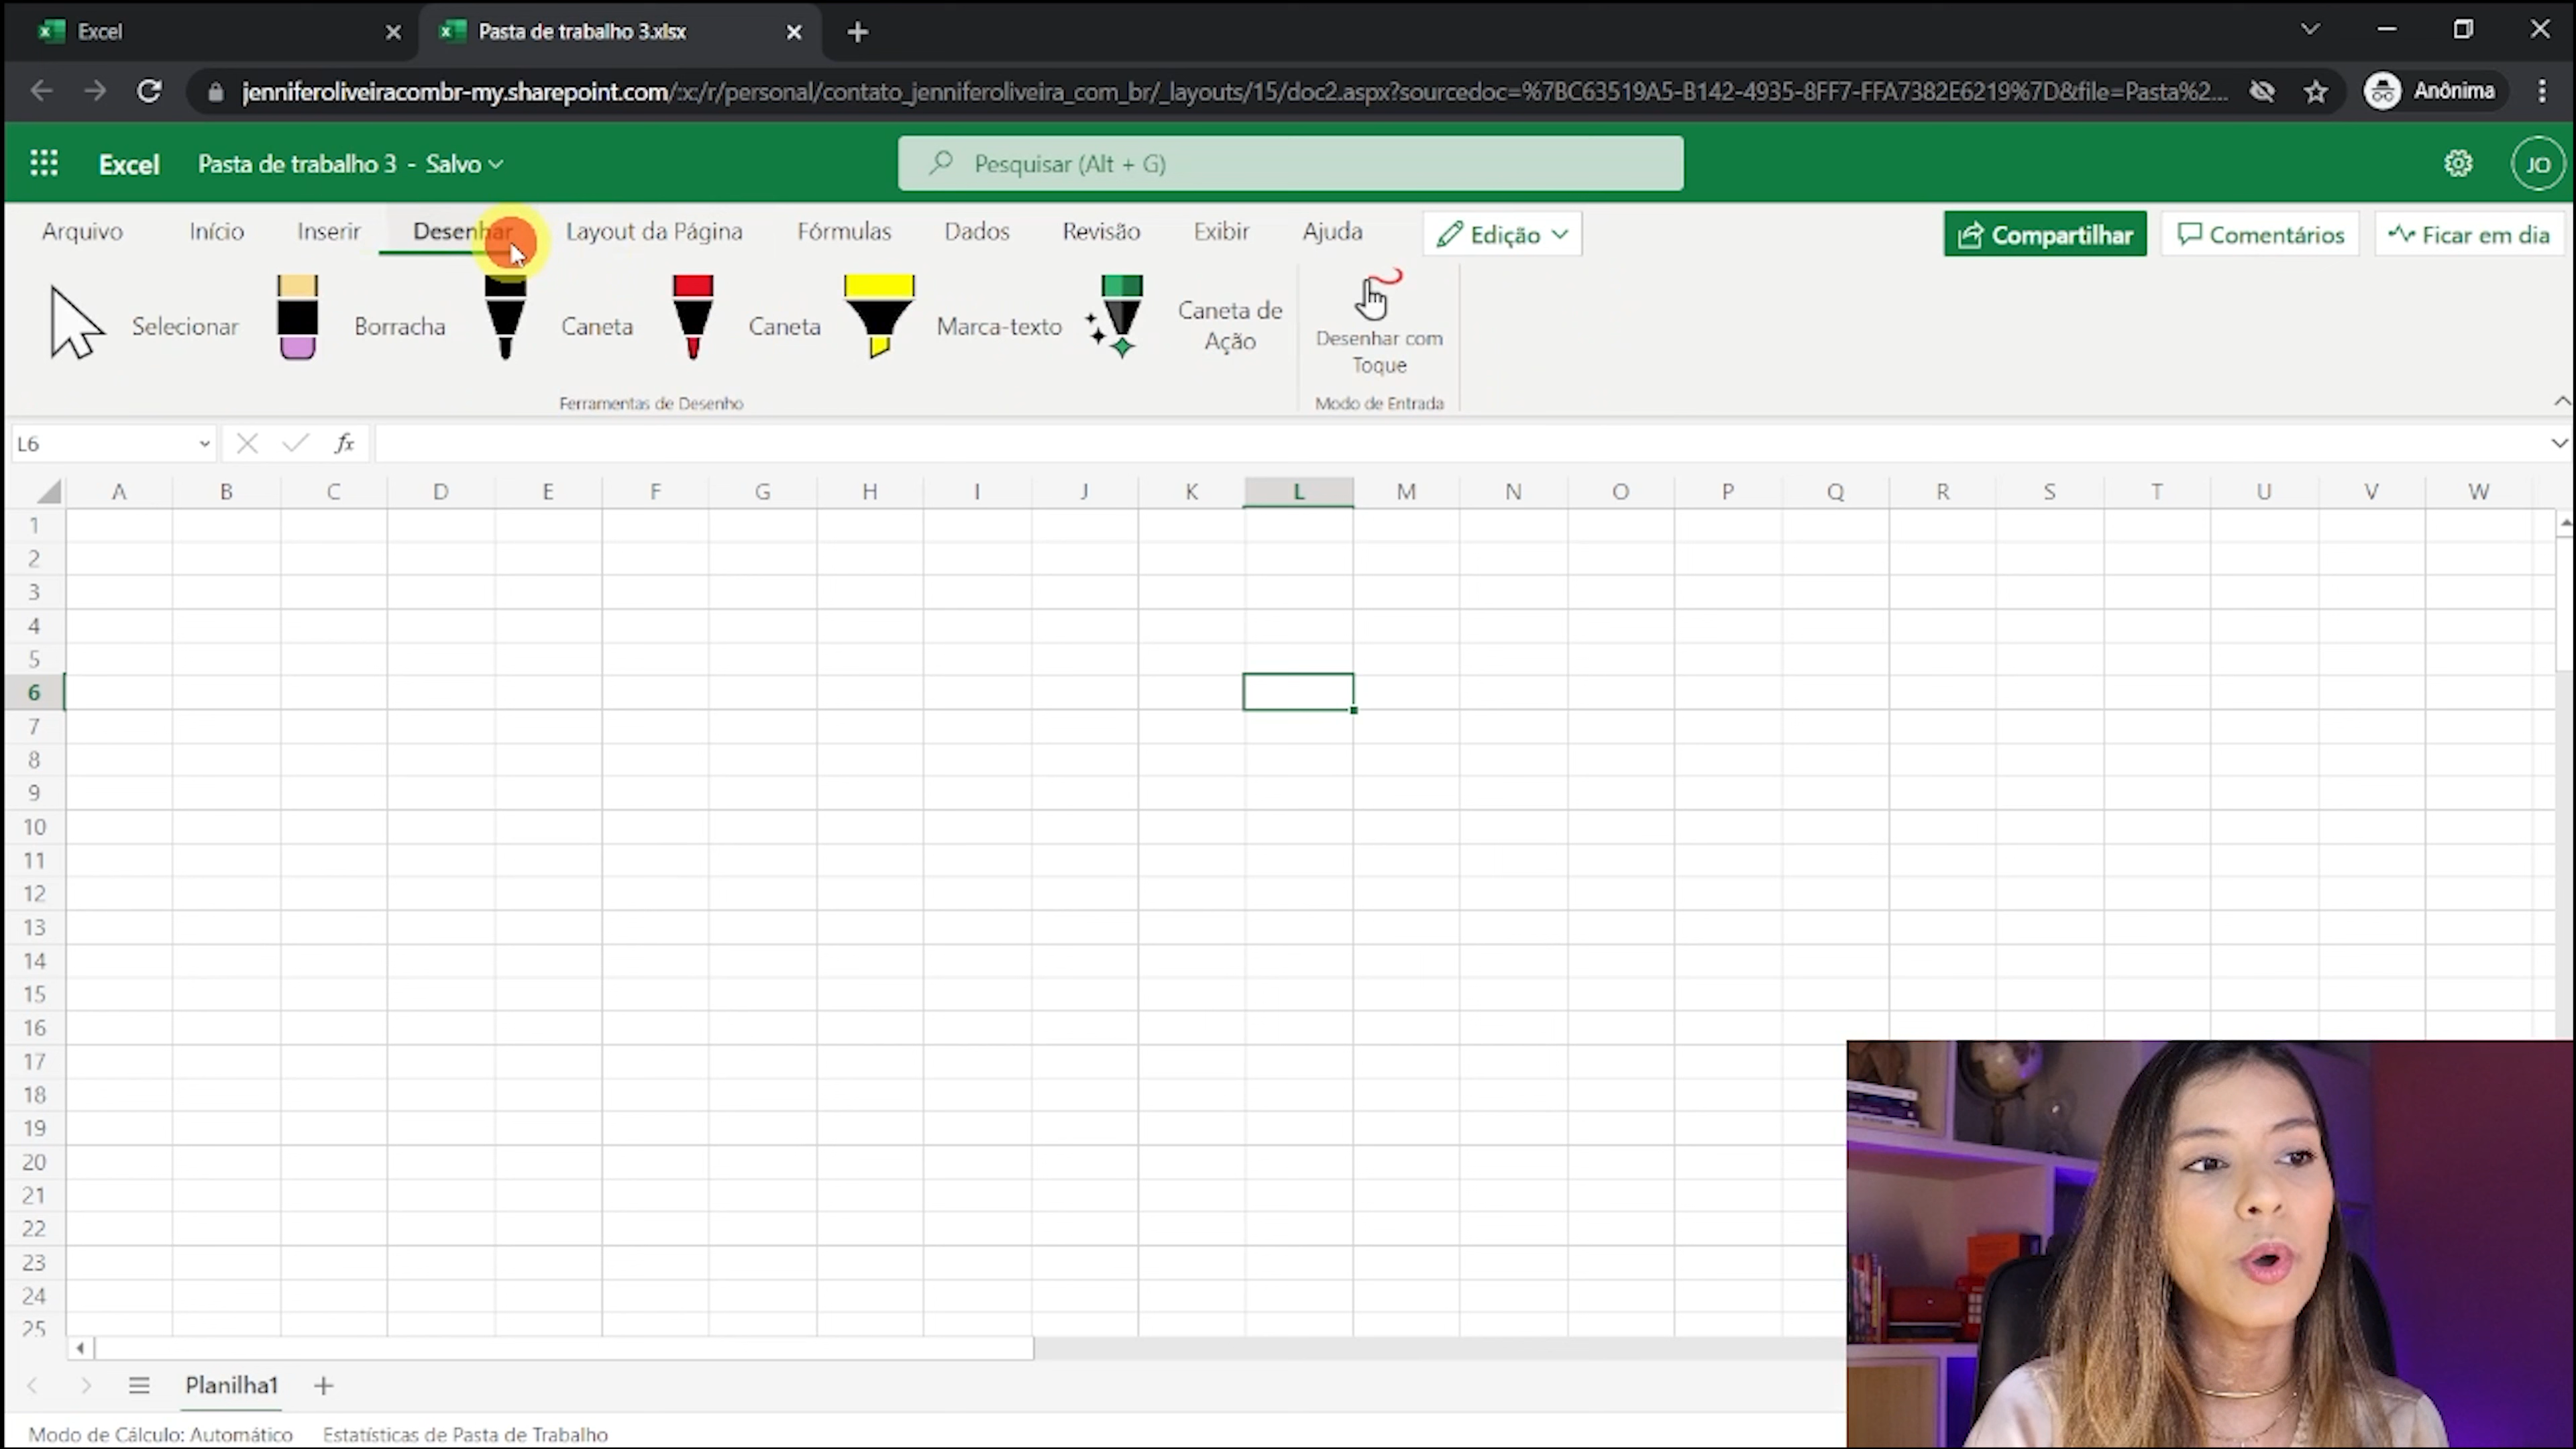 Excel
Pasta de trabalho 3.xlsx
jenniferoliveiracombr-my.sharepoint.com/:x:/r/personal/contato_jenniferoliveira_com_br/_layouts/15/doc2.aspx?sourcedoc=%7BC63519A5-B142-4935-8FF7-FFA7382E6219%7D&file=Pasta%2...
Anônima
Excel
Pasta de trabalho 3 - Salvo
Pesquisar (Alt + G)
JO
Arquivo Início Inserir Desenhar Layout da Página Fórmulas Dados Revisão Exibir Ajuda
Edição
Compartilhar
Comentários
Ficar em dia
Selecionar
Borracha
Caneta
Caneta
Marca-texto
Caneta de
Ação
Desenhar com
Toque
Ferramentas de Desenho
Modo de Entrada
L6
fx
A B C D E F G H I J K L M N O P Q R S T U V W
1
2
3
4
5
6
7
8
9
10
11
12
13
14
15
16
17
18
19
20
21
22
23
24
25
Planilha1
Modo de Cálculo: Automático Estatísticas de Pasta de Trabalho